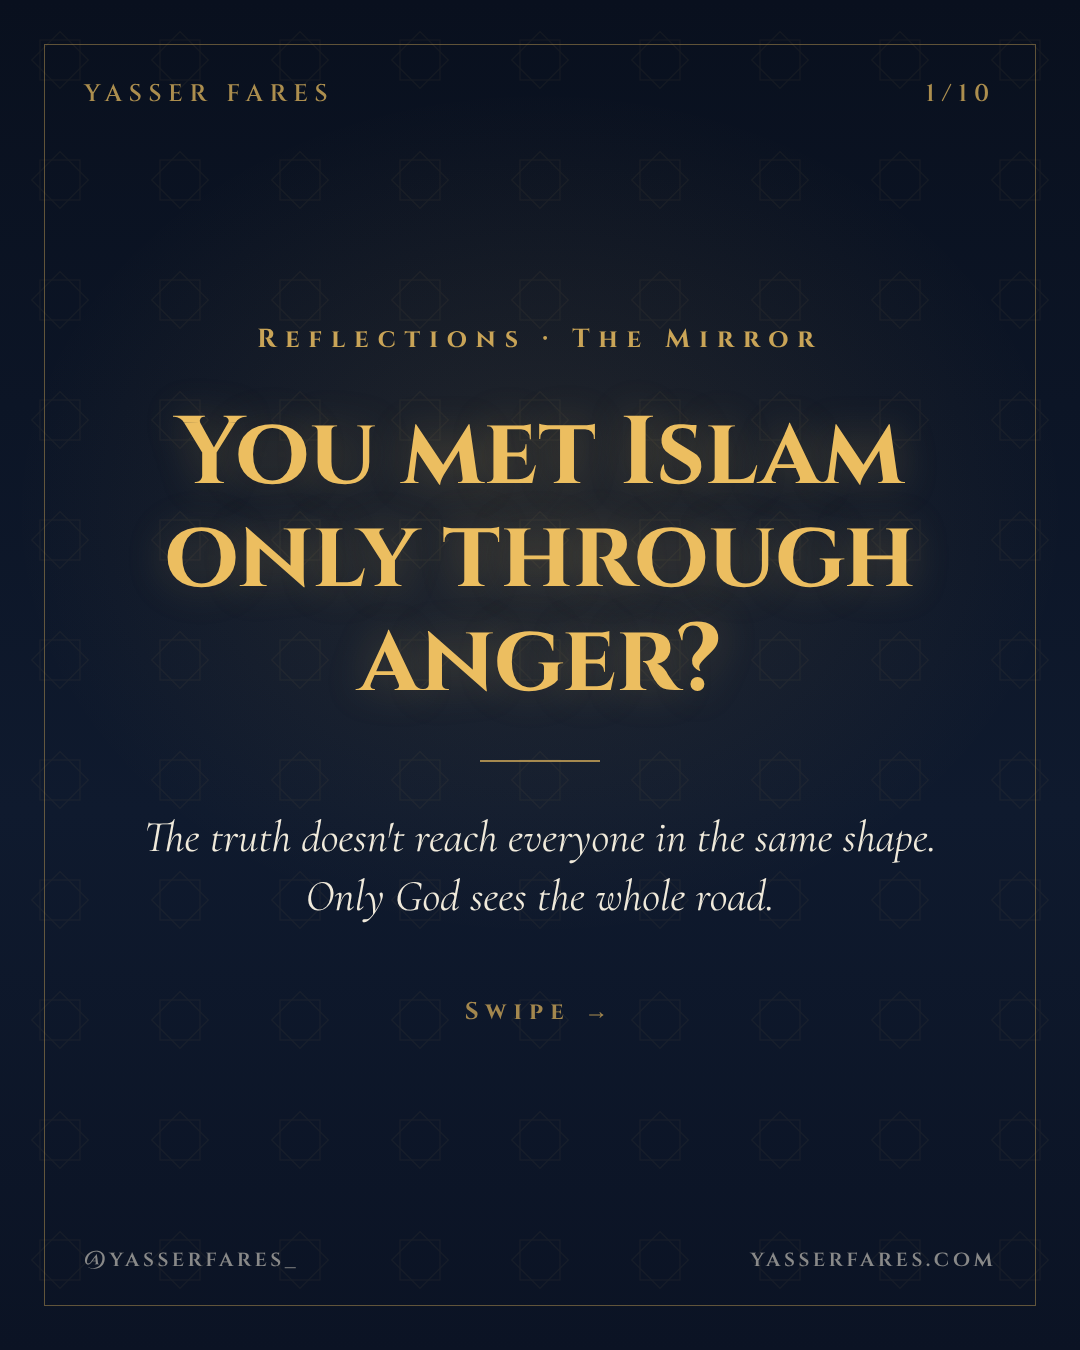 YASSER FARES
1/10
Reflections · The Mirror
You met Islam
only through
anger?
The truth doesn't reach everyone in the same shape.
Only God sees the whole road.
Swipe →
@YASSERFARES_
YASSERFARES.COM